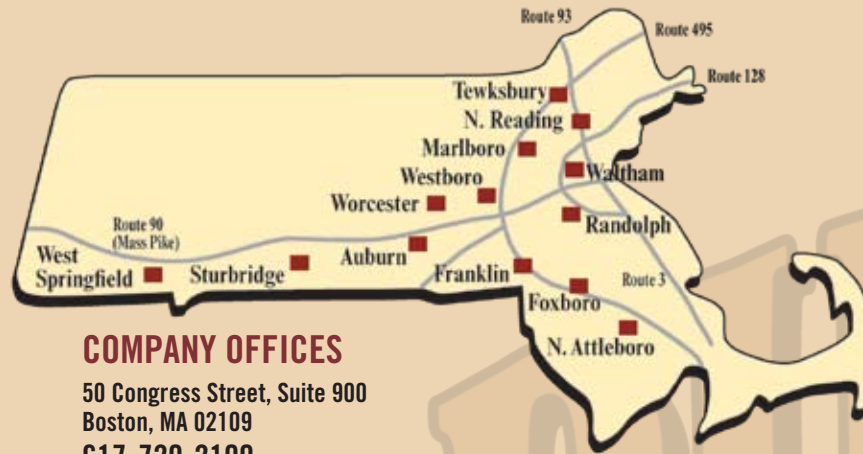 Route 93
Route 495
Route 128
Tewksbury
N. Reading
Marlboro
Westboro
Waltham
Worcester
Randolph
Route 90
(Mass Pike)
West
Springfield
Sturbridge
Auburn
Franklin
Route 3
Foxboro
N. Attleboro
COMPANY OFFICES
50 Congress Street, Suite 900
Boston, MA 02109